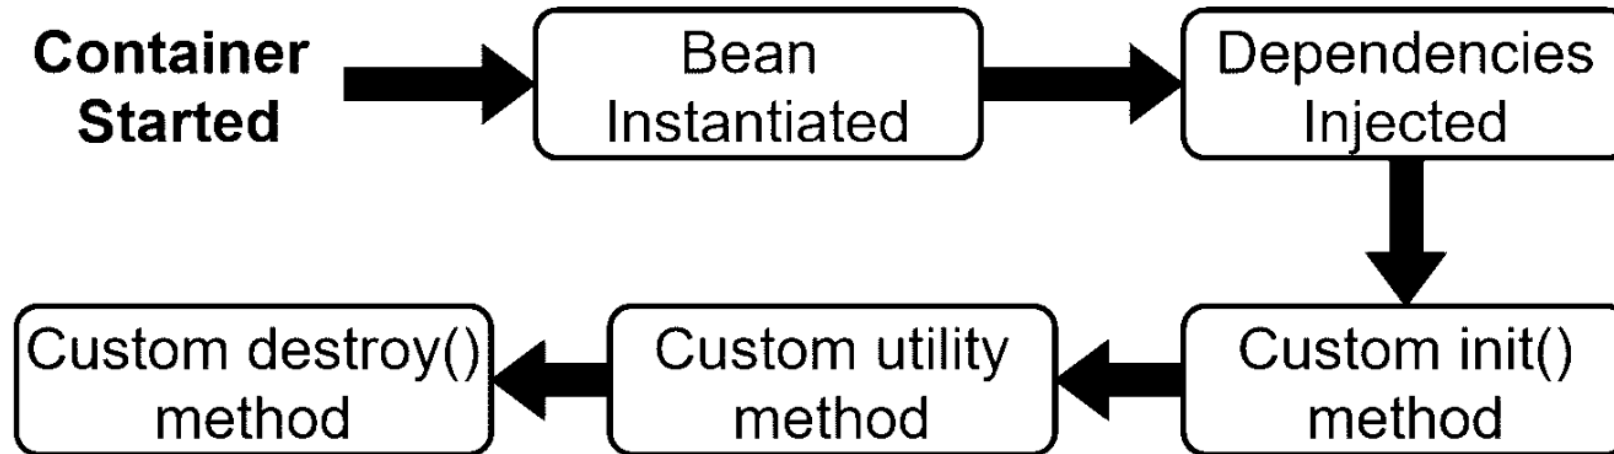 Container
Started
Bean
Instantiated
Dependencies
Injected
Custom init()
method
Custom utility
method
Custom destroy()
method